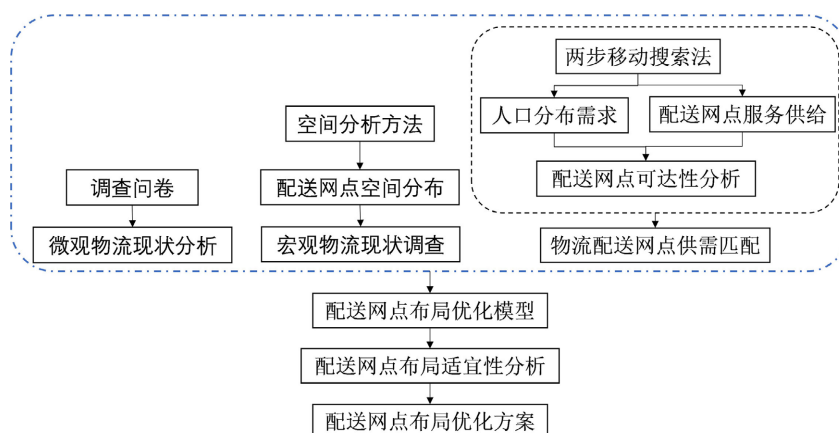 两步移动搜索法
人口分布需求
配送网点服务供给
空间分析方法
配送网点可达性分析
调查问卷
配送网点空间分布
微观物流现状分析
宏观物流现状调查
物流配送网点供需匹配
配送网点布局优化模型
配送网点布局适宜性分析
配送网点布局优化方案